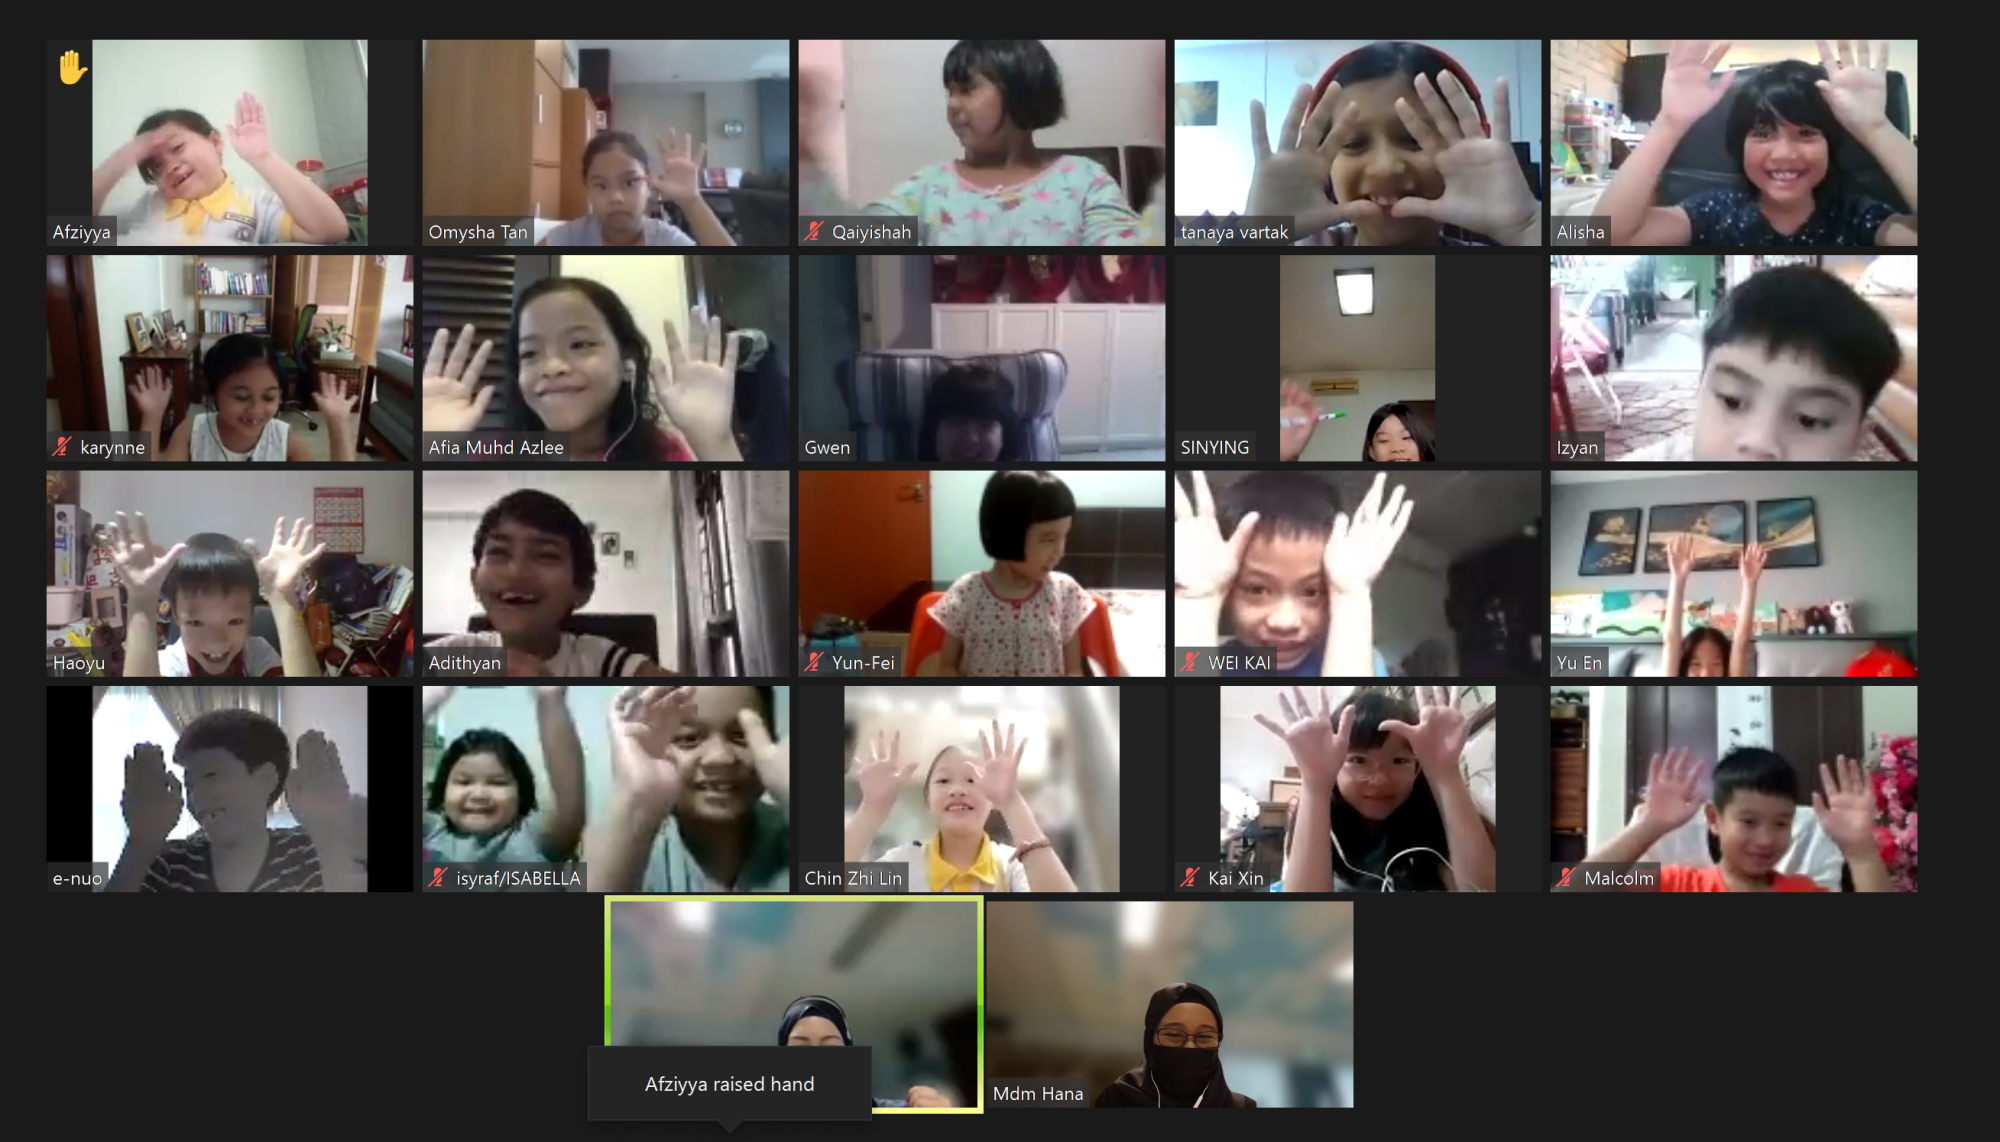 Afziyya
Omysha Tan
Qaiyishah
tanaya vartak
Alisha
karynne
Afia Muhd Azlee
Gwen
SINYING
Izyan
Haoyu
Adithyan
Yun-Fei
WEI KAI
Yu En
e-nuo
isyraf/ISABELLA
Chin Zhi Lin
Kai Xin
Malcolm
Afziyya raised hand
Mdm Hana